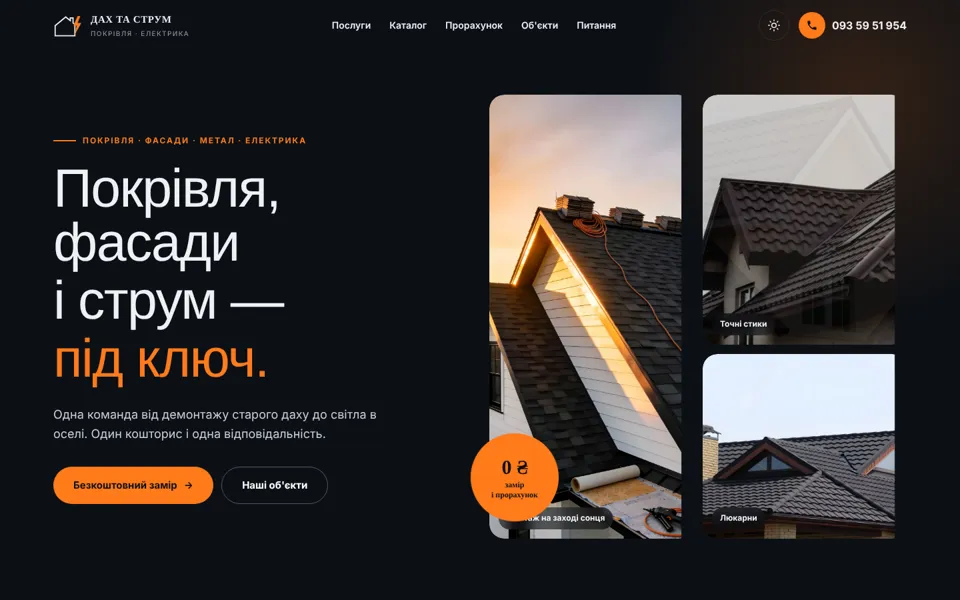 ДАХ ТА СТРУМ
ПОКРІВЛЯ · ЕЛЕКТРИКА
Послуги
Каталог
Прорахунок
Об'єкти
Питання
093 59 51 954
ПОКРІВЛЯ · ФАСАДИ · МЕТАЛ · ЕЛЕКТРИКА
Покрівля,
фасади
і струм —
під ключ.
Одна команда від демонтажу старого даху до світла в
оселі. Один кошторис і одна відповідальність.
Безкоштовний замір →
Наші об'єкти
Точні стики
0 ₴
замір
і прорахунок
на заході сонця
Люкарни